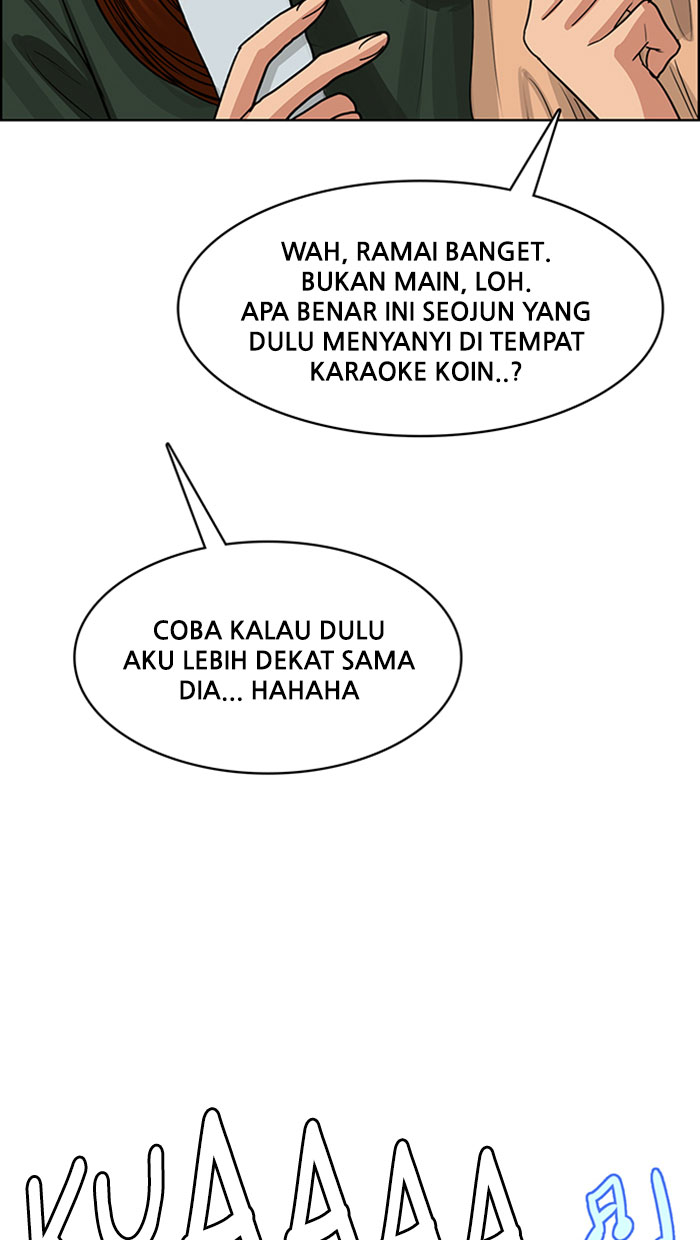 WAH, RAMAI BANGET.
BUKAN MAIN, LOH.
APA BENAR INI SEOJUN YANG
DULU MENYANYI DI TEMPAT
KARAOKE KOIN..?
COBA KALAU DULU
AKU LEBIH DEKAT SAMA
DIA... HAHAHA
KYAAAA